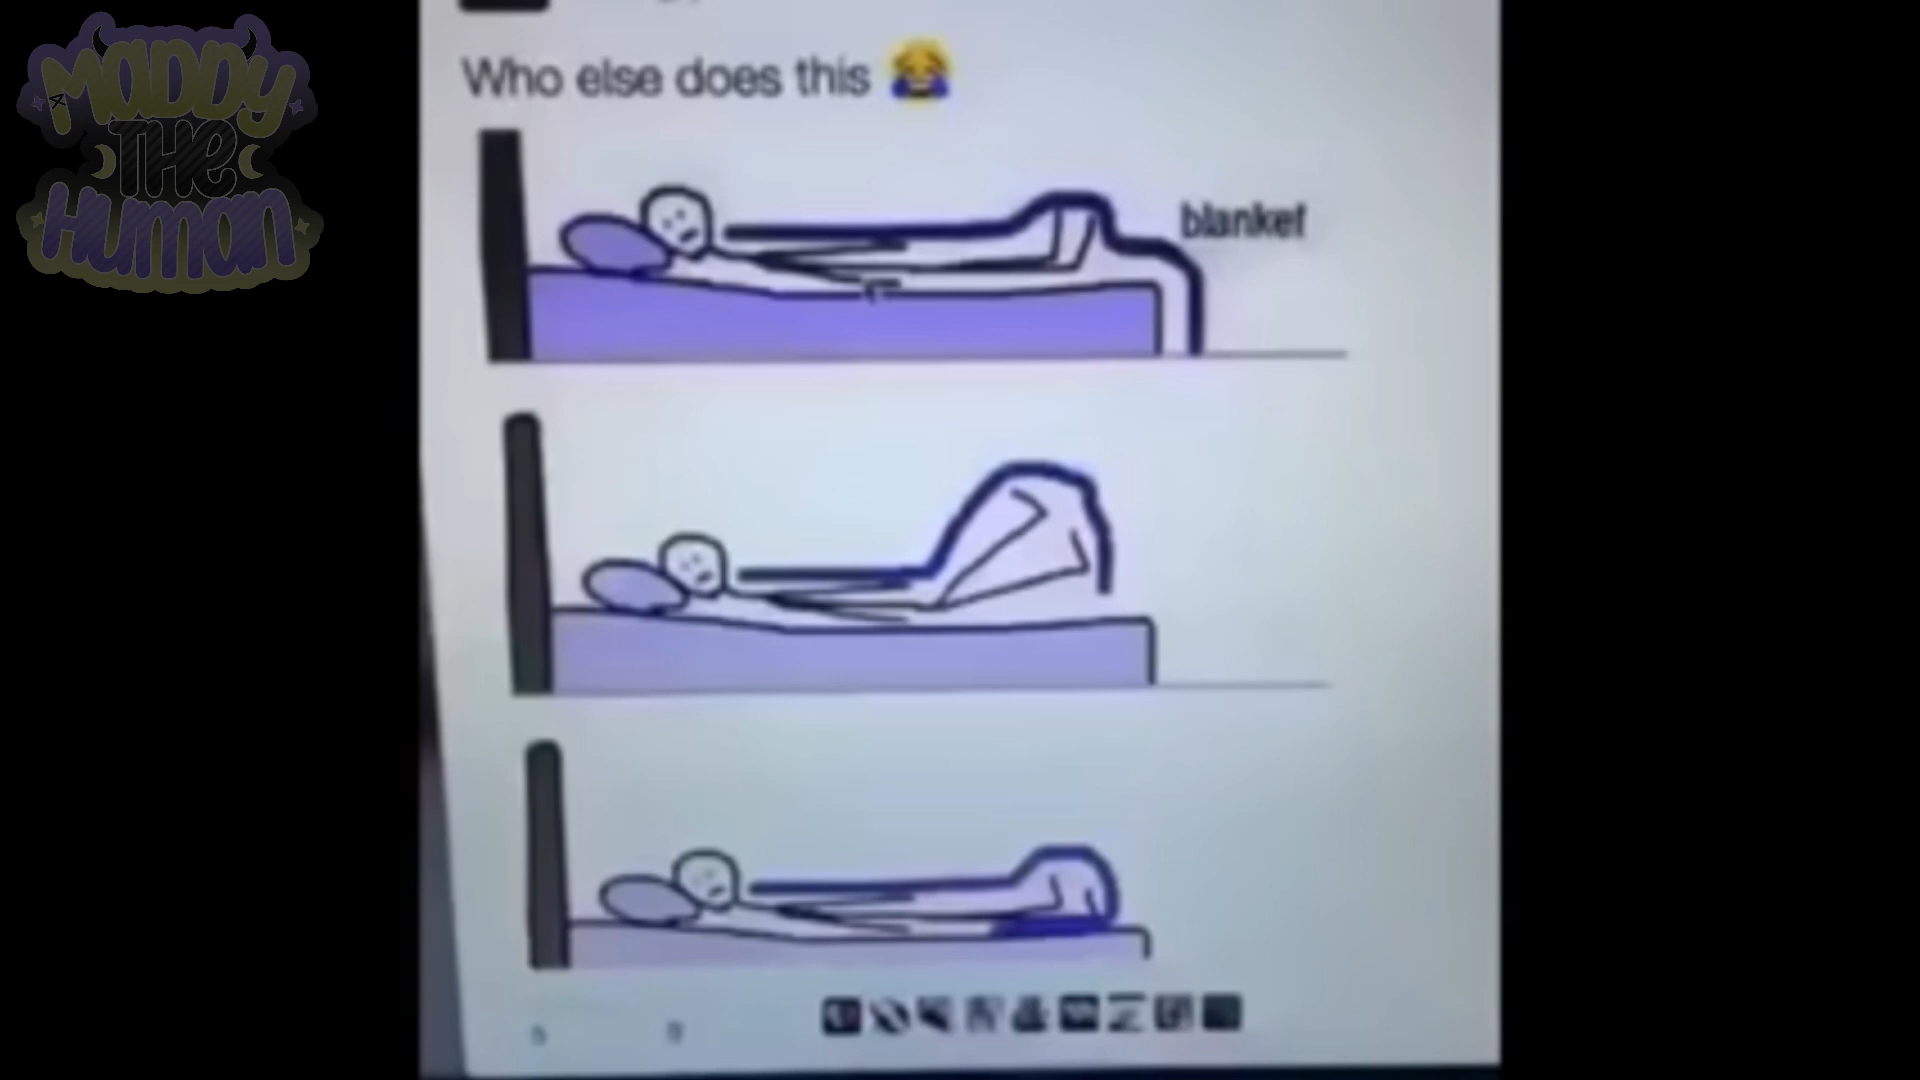 MADDY
THE
HUMAN
Who else does this 😂
blanket